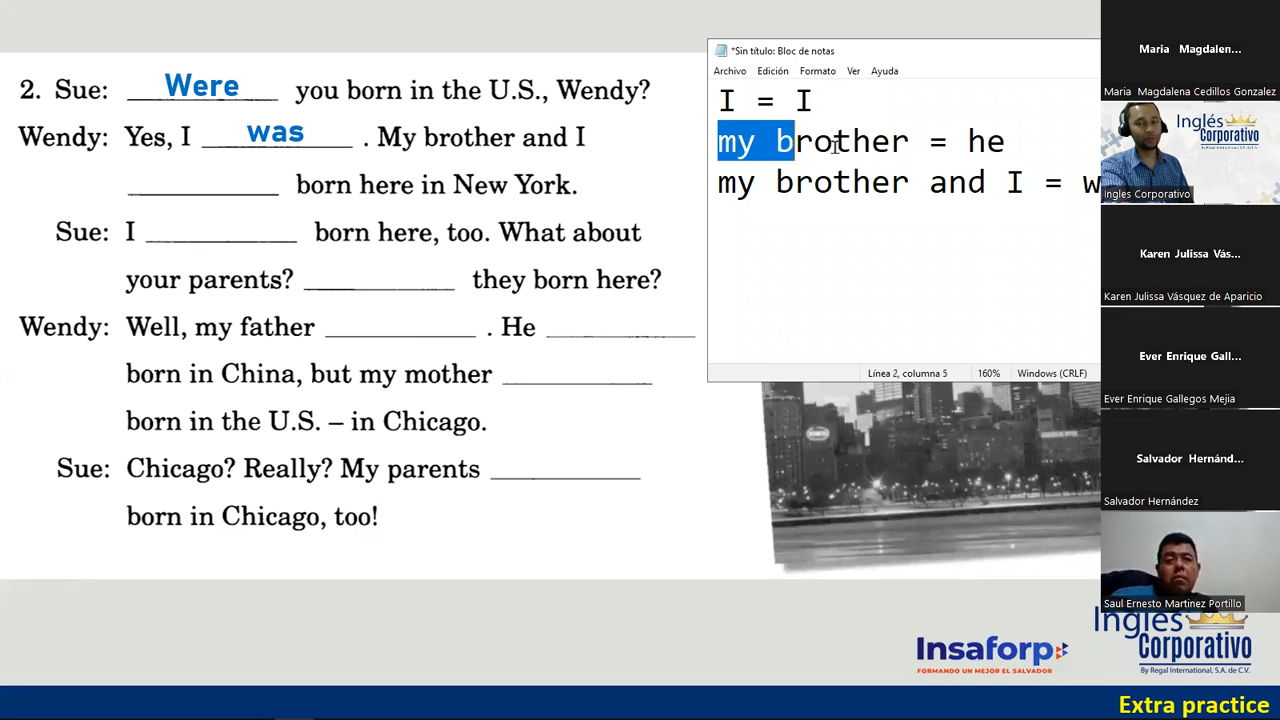 2. Sue: Were you born in the U.S., Wendy?
Wendy: Yes, I was . My brother and I
born here in New York.
Sue: I born here, too. What about
your parents? they born here?
Wendy: Well, my father . He
born in China, but my mother
born in the U.S. – in Chicago.
Sue: Chicago? Really? My parents
born in Chicago, too!
*Sin título: Bloc de notas
Archivo Edición Formato Ver Ayuda
I = I
my brother = he
my brother and I = w
Línea 2, columna 5 160% Windows (CRLF)
Maria Magdalen...
Maria Magdalena Cedillos Gonzalez
Inglés
Corporativo
Ingles Corporativo
Karen Julissa Vás...
Karen Julissa Vásquez de Aparicio
Ever Enrique Gall...
Ever Enrique Gallegos Mejia
Salvador Hernánd...
Salvador Hernández
Saul Ernesto Martinez Portillo
Insaforp
FORMANDO UN MEJOR EL SALVADOR
Inglés
Corporativo
By Regal International, S.A. de C.V.
Extra practice